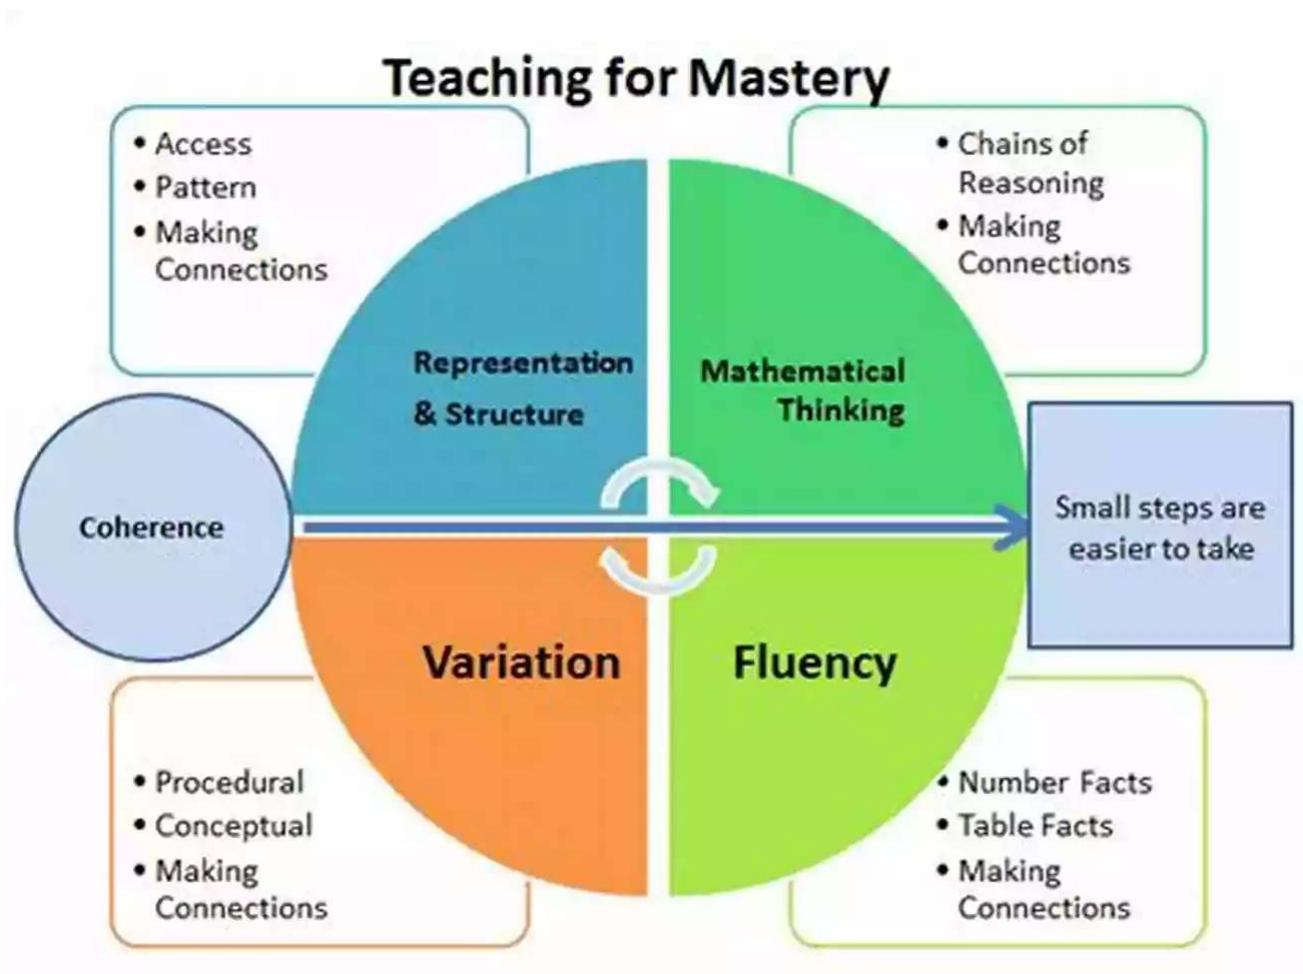 Teaching for Mastery
• Access
• Pattern
• Making
Connections
• Chains of
Reasoning
• Making
Connections
Representation
& Structure
Mathematical
Thinking
Coherence
Small steps are
easier to take
Variation
Fluency
• Procedural
• Conceptual
• Making
Connections
• Number Facts
• Table Facts
• Making
Connections